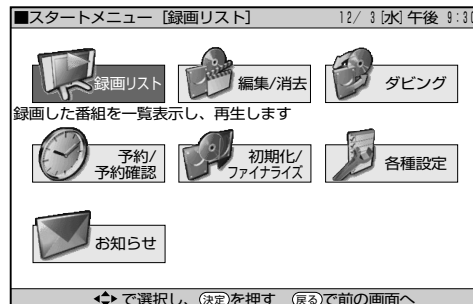 ■スタートメニュー [録画リスト] 12/ 3[水]午後 9:30
録画リスト 編集/消去 ダビング
録画した番組を一覧表示し、再生します
予約/
予約確認
初期化/
ファイナライズ
各種設定
お知らせ
で選択し、決定を押す 戻るで前の画面へ